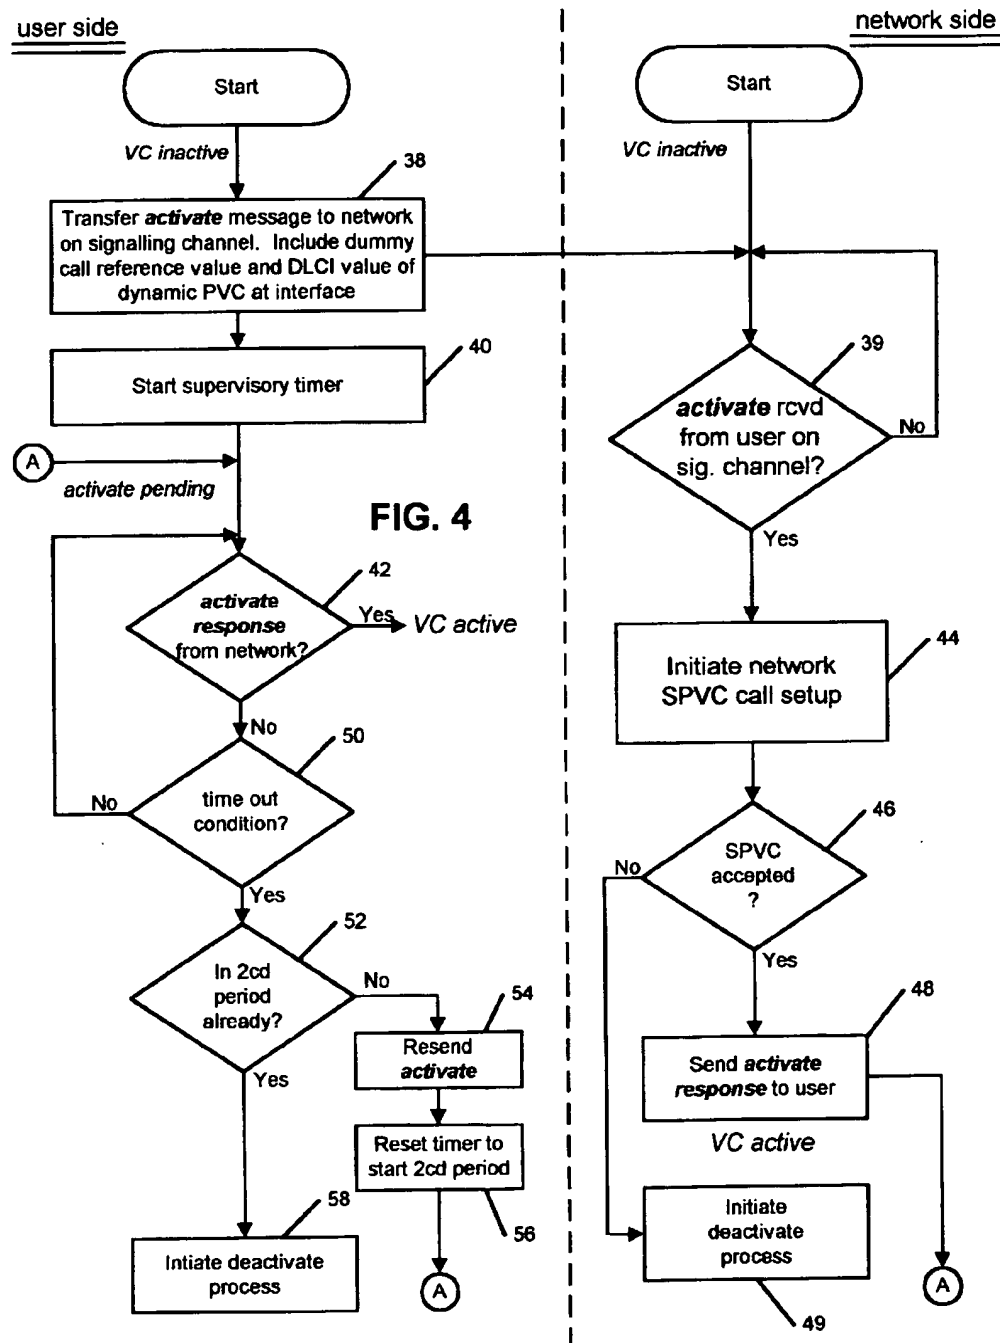 user side
network side
Start
VC inactive
38
Transfer activate message to network
on signalling channel. Include dummy
call reference value and DLCI value of
dynamic PVC at interface
40
Start supervisory timer
A
activate pending
FIG. 4
42
activate
response
from network?
Yes
VC active
No
50
time out
condition?
No
Yes
52
In 2cd
period
already?
No
54
Resend
activate
Yes
Reset timer to
start 2cd period
56
58
Intiate deactivate
process
A
Start
VC inactive
39
activate rcvd
from user on
sig. channel?
No
Yes
44
Initiate network
SPVC call setup
46
SPVC
accepted
?
No
Yes
48
Send activate
response to user
VC active
Initiate
deactivate
process
49
A